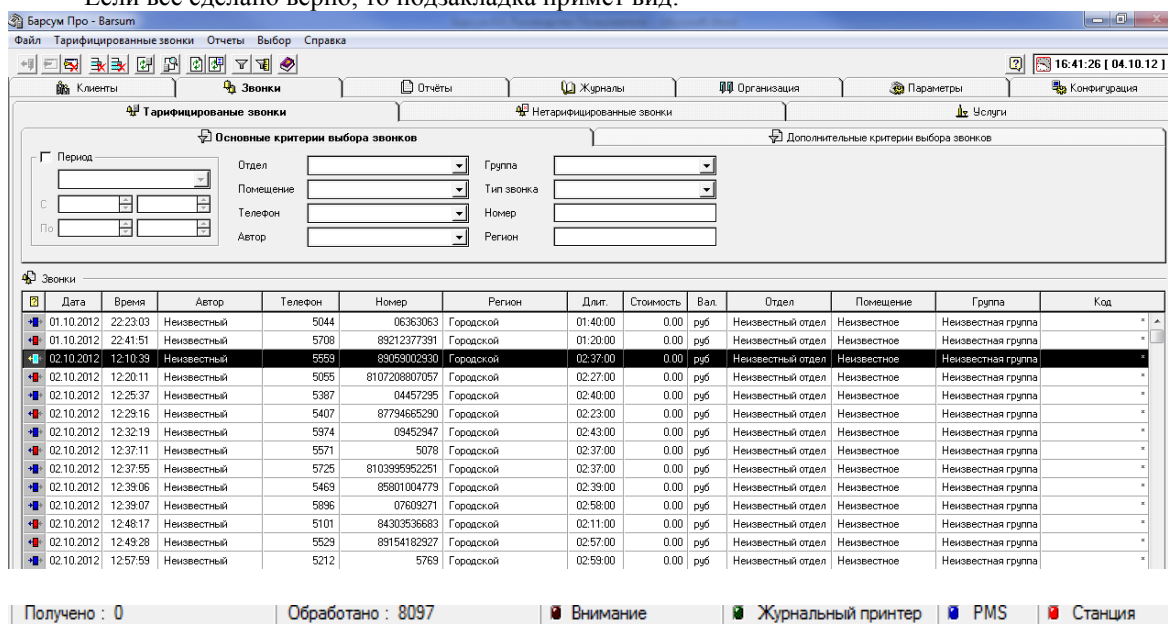 Если все сделано верно, то подзакладка примет вид:
Барсум Про - Barsum
Файл Тарифицированные звонки Отчеты Выбор Справка
16:41:26 [ 04.10.12 ]
Клиенты Звонки Отчёты Журналы Организация Параметры Конфигурация
Тарифицированые звонки Нетарифицированные звонки Услуги
Основные критерии выбора звонков Дополнительные критерии выбора звонков
Период Отдел Группа
Помещение Тип звонка
С Телефон Номер
По Автор Регион
Звонки
Дата Время Автор Телефон Номер Регион Длит. Стоимость Вал. Отдел Помещение Группа Код
01.10.2012 22:23:03 Неизвестный 5044 06363063 Городской 01:40:00 0.00 руб Неизвестный отдел Неизвестное Неизвестная группа *
01.10.2012 22:41:51 Неизвестный 5708 89212377391 Городской 01:20:00 0.00 руб Неизвестный отдел Неизвестное Неизвестная группа *
02.10.2012 12:10:39 Неизвестный 5559 89059002930 Городской 02:37:00 0.00 руб Неизвестный отдел Неизвестное Неизвестная группа *
02.10.2012 12:20:11 Неизвестный 5055 8107208807057 Городской 02:27:00 0.00 руб Неизвестный отдел Неизвестное Неизвестная группа *
02.10.2012 12:25:37 Неизвестный 5387 04457295 Городской 02:40:00 0.00 руб Неизвестный отдел Неизвестное Неизвестная группа *
02.10.2012 12:29:16 Неизвестный 5407 87794665290 Городской 02:23:00 0.00 руб Неизвестный отдел Неизвестное Неизвестная группа *
02.10.2012 12:32:19 Неизвестный 5974 09452947 Городской 02:43:00 0.00 руб Неизвестный отдел Неизвестное Неизвестная группа *
02.10.2012 12:37:11 Неизвестный 5571 5078 Городской 02:37:00 0.00 руб Неизвестный отдел Неизвестное Неизвестная группа *
02.10.2012 12:37:55 Неизвестный 5725 8103995952251 Городской 02:37:00 0.00 руб Неизвестный отдел Неизвестное Неизвестная группа *
02.10.2012 12:39:06 Неизвестный 5469 85801004779 Городской 02:39:00 0.00 руб Неизвестный отдел Неизвестное Неизвестная группа *
02.10.2012 12:39:07 Неизвестный 5896 07609271 Городской 02:58:00 0.00 руб Неизвестный отдел Неизвестное Неизвестная группа *
02.10.2012 12:48:17 Неизвестный 5101 84303536683 Городской 02:11:00 0.00 руб Неизвестный отдел Неизвестное Неизвестная группа *
02.10.2012 12:49:28 Неизвестный 5529 89154182927 Городской 02:57:00 0.00 руб Неизвестный отдел Неизвестное Неизвестная группа *
02.10.2012 12:57:59 Неизвестный 5212 5769 Городской 02:59:00 0.00 руб Неизвестный отдел Неизвестное Неизвестная группа *
Получено : 0 Обработано : 8097 Внимание Журнальный принтер PMS Станция